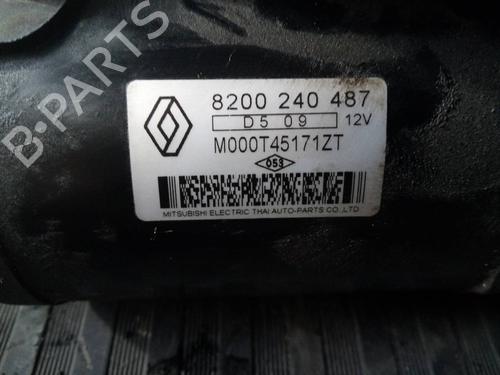 8200 240 487
D5 09 12V
M000T45171ZT
053
MITSUBISHI ELECTRIC THAI AUTO-PARTS CO.,LTD
B-PARTS